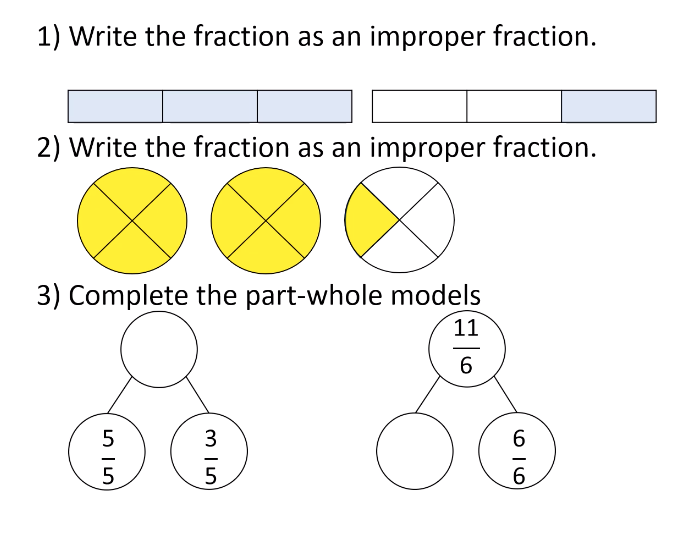 1) Write the fraction as an improper fraction.
2) Write the fraction as an improper fraction.
3) Complete the part-whole models
11
6
5
5
3
5
6
6